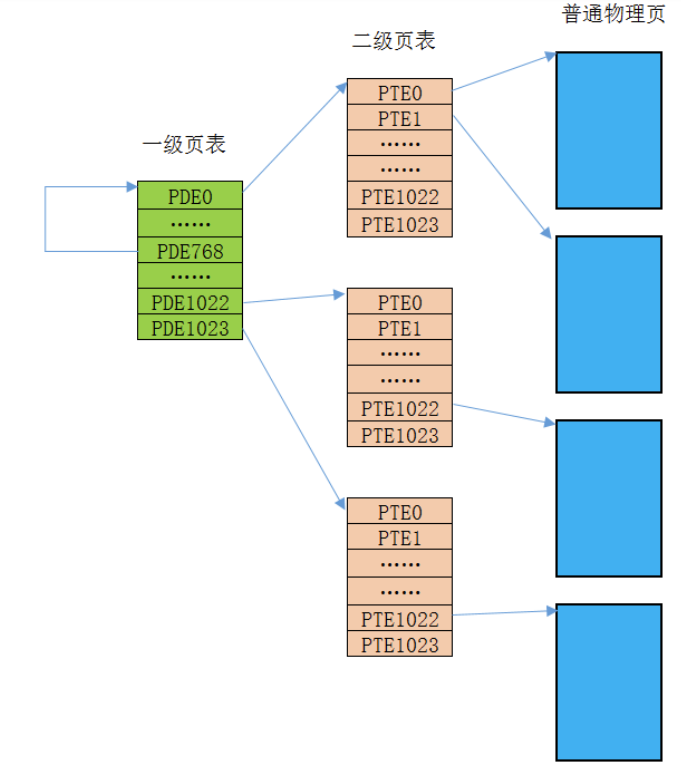 普通物理页
二级页表
一级页表
PDE0
……
PDE768
……
PDE1022
PDE1023
PTE0
PTE1
……
……
PTE1022
PTE1023
PTE0
PTE1
……
……
PTE1022
PTE1023
PTE0
PTE1
……
……
PTE1022
PTE1023